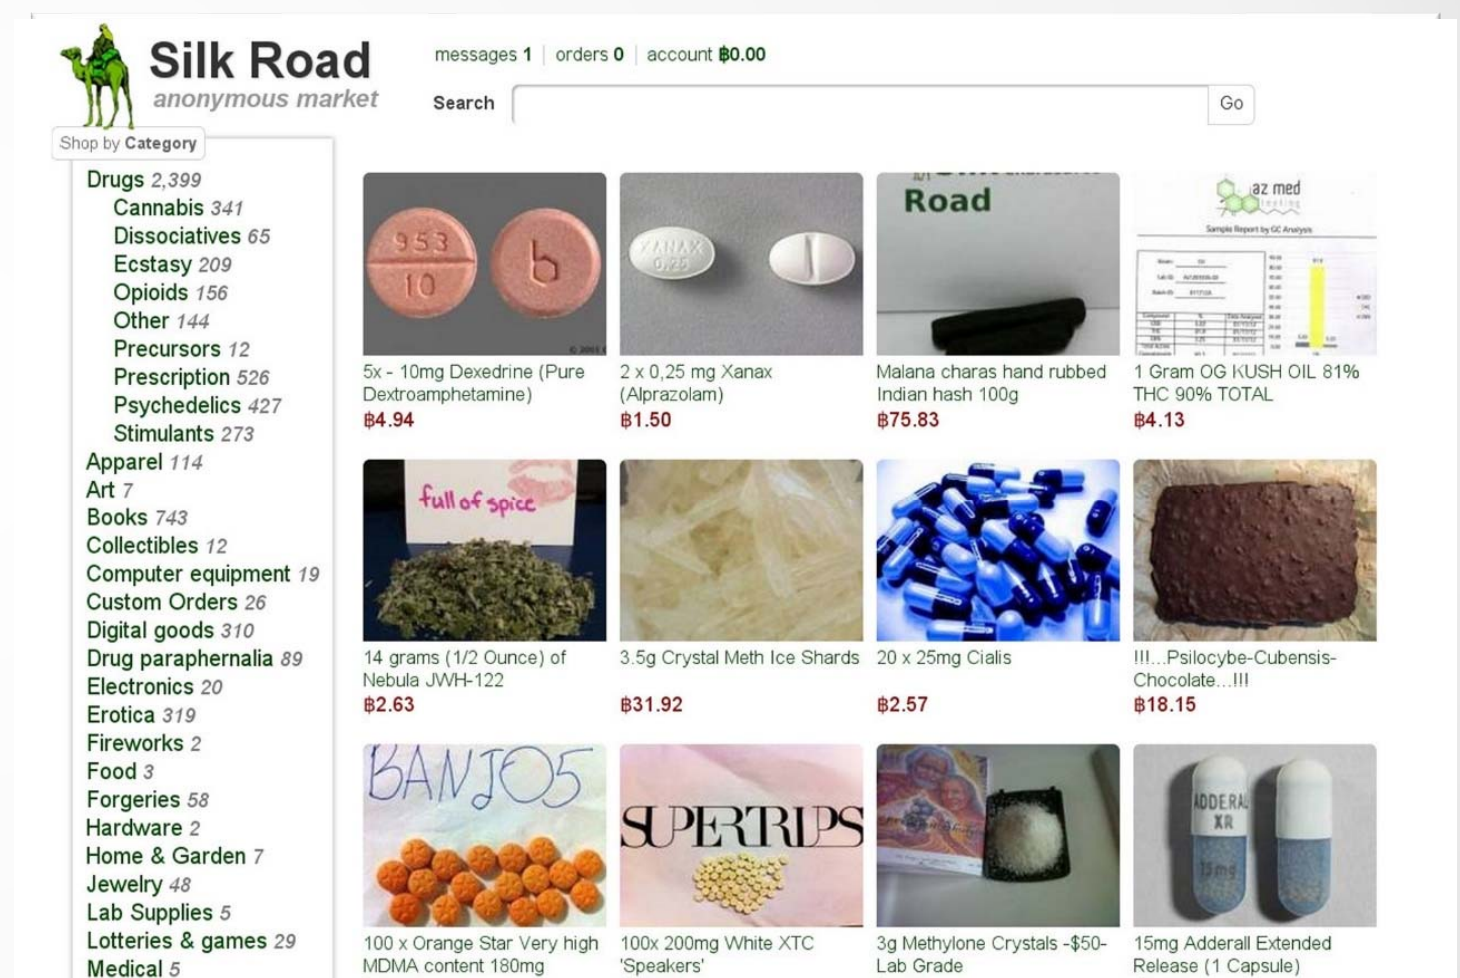 Silk Road
anonymous market
messages 1 | orders 0 | account ฿0.00
Search
Go
Shop by Category
Drugs 2,399
Cannabis 341
Dissociatives 65
Ecstasy 209
Opioids 156
Other 144
Precursors 12
Prescription 526
Psychedelics 427
Stimulants 273
Apparel 114
Art 7
Books 743
Collectibles 12
Computer equipment 19
Custom Orders 26
Digital goods 310
Drug paraphernalia 89
Electronics 20
Erotica 319
Fireworks 2
Food 3
Forgeries 58
Hardware 2
Home & Garden 7
Jewelry 48
Lab Supplies 5
Lotteries & games 29
Medical 5
953
10
b
5x - 10mg Dexedrine (Pure
Dextroamphetamine)
฿4.94
XANAX
0.25
2 x 0,25 mg Xanax
(Alprazolam)
฿1.50
Road
Malana charas hand rubbed
Indian hash 100g
฿75.83
az med
testing
Sample Report by GC Analysis
1 Gram OG KUSH OIL 81%
THC 90% TOTAL
฿4.13
full of spice
14 grams (1/2 Ounce) of
Nebula JWH-122
฿2.63
3.5g Crystal Meth Ice Shards
฿31.92
20 x 25mg Cialis
฿2.57
!!!...Psilocybe-Cubensis-
Chocolate...!!!
฿18.15
BANJO5
100 x Orange Star Very high
MDMA content 180mg
SUPERTRIPS
100x 200mg White XTC
'Speakers'
3g Methylone Crystals -$50-
Lab Grade
ADDERAL
XR
15mg
15mg Adderall Extended
Release (1 Capsule)